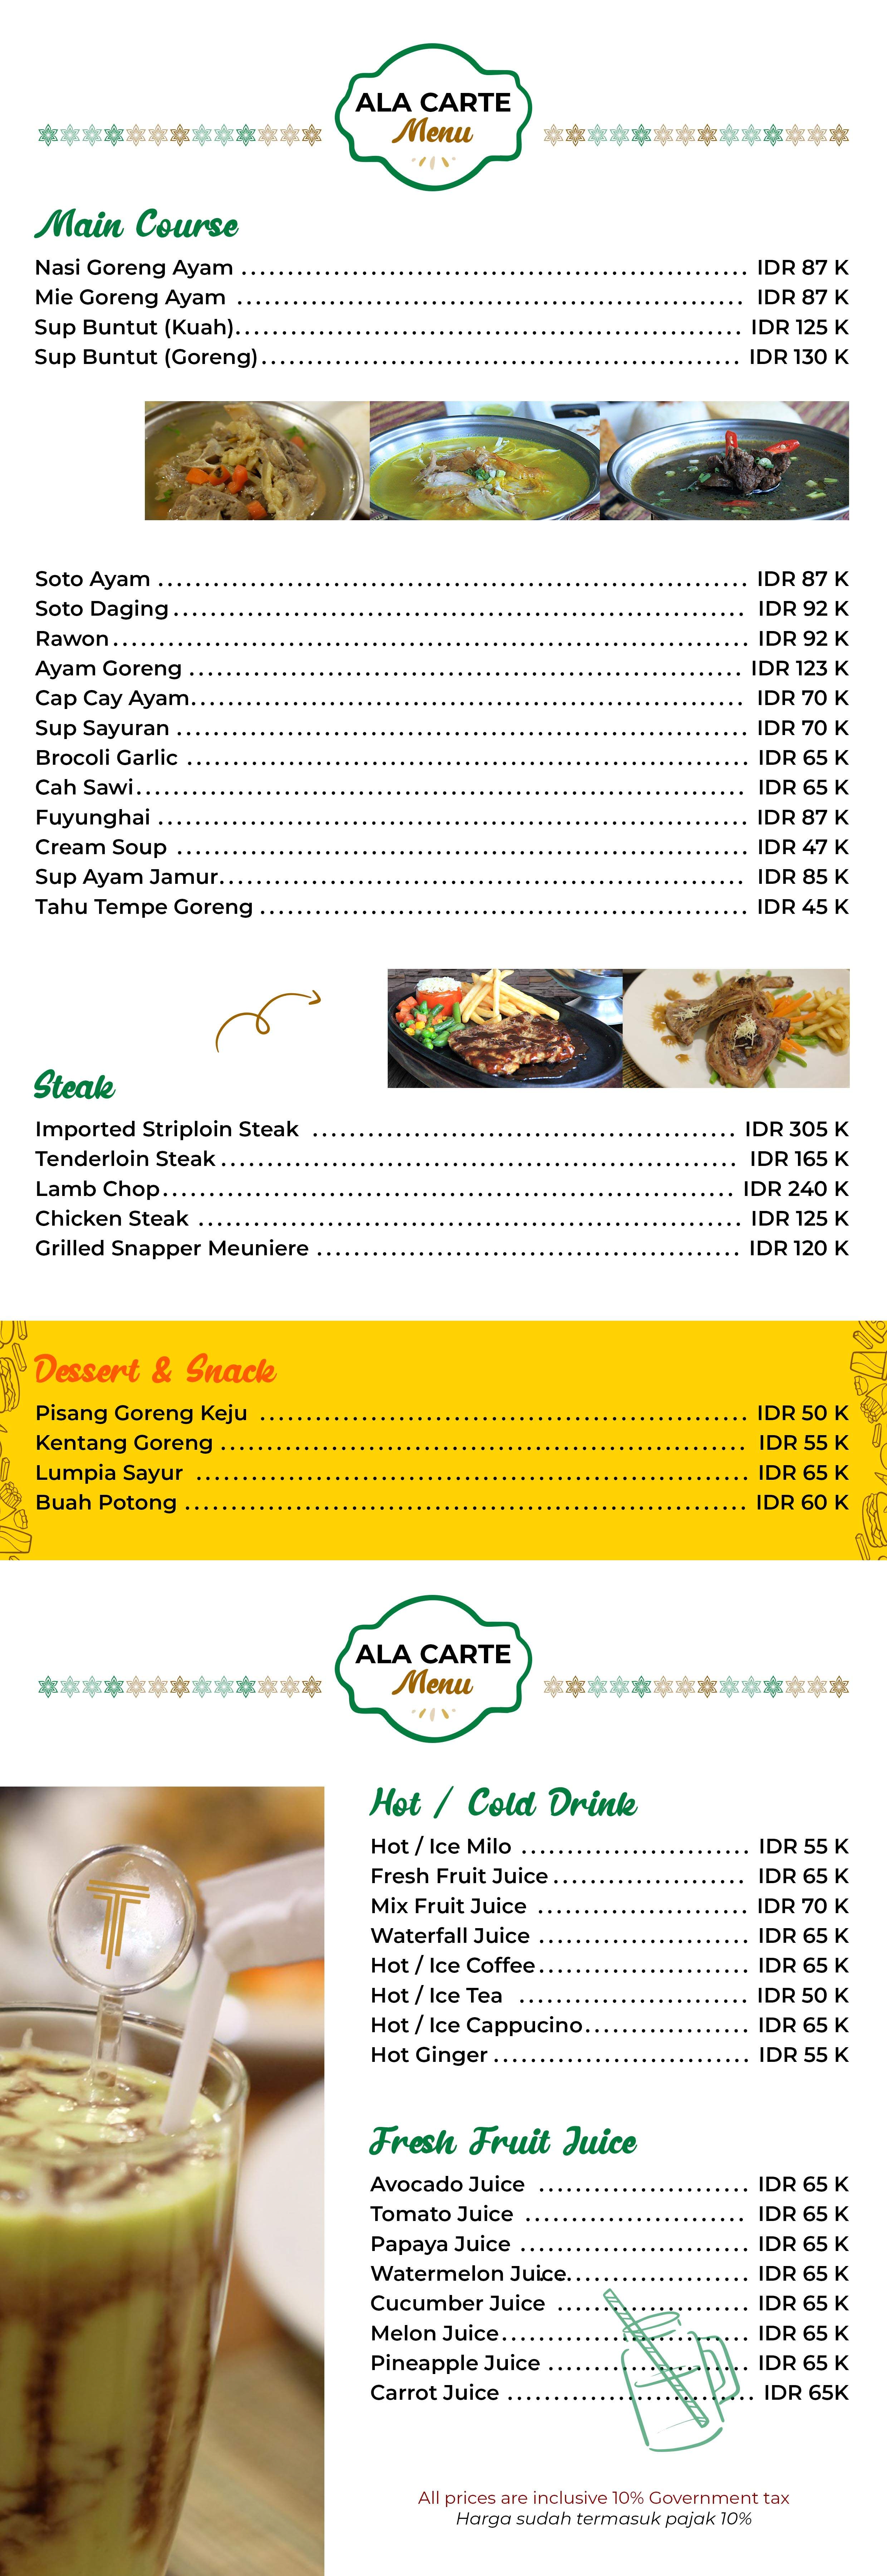 ALA CARTE
Menu
Main Course
Nasi Goreng Ayam ........................................................ IDR 87 K
Mie Goreng Ayam ........................................................ IDR 87 K
Sup Buntut (Kuah)........................................................ IDR 125 K
Sup Buntut (Goreng)..................................................... IDR 130 K
Soto Ayam ................................................................. IDR 87 K
Soto Daging ............................................................... IDR 92 K
Rawon ...................................................................... IDR 92 K
Ayam Goreng ............................................................. IDR 123 K
Cap Cay Ayam............................................................. IDR 70 K
Sup Sayuran ............................................................... IDR 70 K
Brocoli Garlic .............................................................. IDR 65 K
Cah Sawi.................................................................... IDR 65 K
Fuyunghai ................................................................. IDR 87 K
Cream Soup ............................................................... IDR 47 K
Sup Ayam Jamur.......................................................... IDR 85 K
Tahu Tempe Goreng ...................................................... IDR 45 K
Steak
Imported Striploin Steak ............................................... IDR 305 K
Tenderloin Steak ......................................................... IDR 165 K
Lamb Chop................................................................ IDR 240 K
Chicken Steak ............................................................ IDR 125 K
Grilled Snapper Meuniere ............................................... IDR 120 K
Dessert & Snack
Pisang Goreng Keju ...................................................... IDR 50 K
Kentang Goreng .......................................................... IDR 55 K
Lumpia Sayur ............................................................. IDR 65 K
Buah Potong .............................................................. IDR 60 K
ALA CARTE
Menu
Hot / Cold Drink
Hot / Ice Milo ......................... IDR 55 K
Fresh Fruit Juice ..................... IDR 65 K
Mix Fruit Juice ....................... IDR 70 K
Waterfall Juice ....................... IDR 65 K
Hot / Ice Coffee....................... IDR 65 K
Hot / Ice Tea ......................... IDR 50 K
Hot / Ice Cappucino.................. IDR 65 K
Hot Ginger ............................ IDR 55 K
Fresh Fruit Juice
Avocado Juice ....................... IDR 65 K
Tomato Juice ........................ IDR 65 K
Papaya Juice ......................... IDR 65 K
Watermelon Juice.................... IDR 65 K
Cucumber Juice ..................... IDR 65 K
Melon Juice........................... IDR 65 K
Pineapple Juice ...................... IDR 65 K
Carrot Juice ........................... IDR 65K
All prices are inclusive 10% Government tax
Harga sudah termasuk pajak 10%